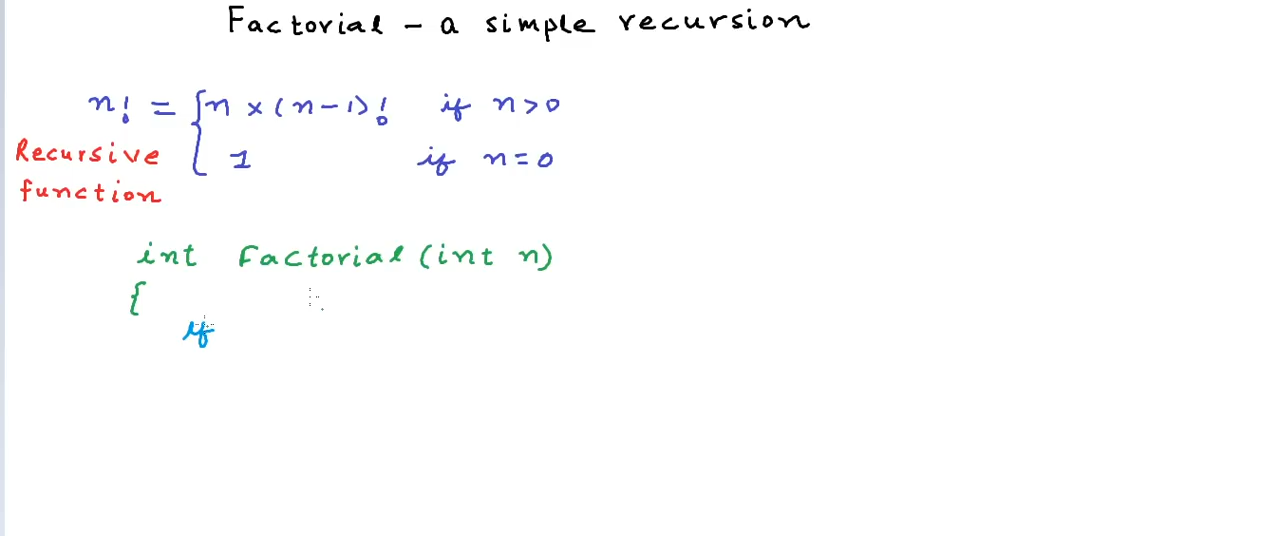 Factorial - a simple recursion
n! = { n × (n-1)! if n>0
1 if n=0
Recursive
function
int Factorial (int n)
{
if